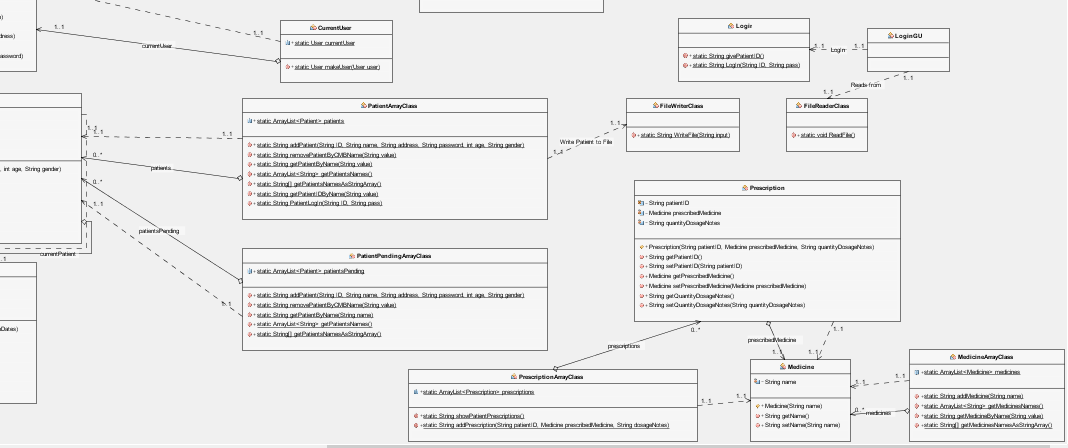 )
dress)
assword)
1..1
currentUser
1..1
CurrentUser
+ static User currentUser
+ static User makeUser(User user)
Login
+ static String givePatientID()
+ static String Login(String ID, String pass)
1..1
Login
1..1
LoginGU
1..1
Reads from
1..1
FileReaderClass
+ static void ReadFile()
FileWriterClass
+ static String WriteFile(String input)
1..1
Write Patient to File
1..1
PatientArrayClass
+ static ArrayList<Patient> patients
+ static String addPatient(String ID, String name, String address, String password, int age, String gender)
+ static String removePatientByCMB(String value)
+ static String getPatientByName(String value)
+ static ArrayList<String> getPatientsNames()
+ static String[] getPatientsNamesAsStringArray()
+ static String getPatientIDByName(String value)
+ static String PatientLogin(String ID, String pass)
1..1
1..1
1..1
0..*
patients
, int age, String gender)
0..*
1..1
patientsPending
currentPatient
..1
1..1
PatientPendingArrayClass
+ static ArrayList<Patient> patientsPending
+ static String addPatient(String ID, String name, String address, String password, int age, String gender)
+ static String removePatientByCMBName(String value)
+ static String getPatientByName(String name)
+ static ArrayList<String> getPatientsNames()
+ static String[] getPatientsNamesAsStringArray()
Dates)
Prescription
- String patientID
- Medicine prescribedMedicine
- String quantityDosageNotes
+ Prescription(String patientID, Medicine prescribedMedicine, String quantityDosageNotes)
+ String getPatientID()
+ String setPatientID(String patientID)
+ Medicine getPrescribedMedicine()
+ Medicine setPrescribedMedicine(Medicine prescribedMedicine)
+ String getQuantityDosageNotes()
+ String setQuantityDosageNotes(String quantityDosageNotes)
0..*
prescriptions
prescribedMedicine
1..1
1..1
1..1
PrescriptionArrayClass
+ static ArrayList<Prescription> prescriptions
+ static String showPatientPrescriptions()
+ static String addPrescription(String patientID, Medicine prescribedMedicine, String dosageNotes)
1..1
1..1
Medicine
- String name
+ Medicine(String name)
+ String getName()
+ String setName(String name)
1..1
1..1
0..*
medicines
MedicineArrayClass
+ static ArrayList<Medicine> medicines
+ static String addMedicine(String name)
+ static ArrayList<String> getMedicinesNames()
+ static String getMedicineByName(String value)
+ static String[] getMedicinesNamesAsStringArray()